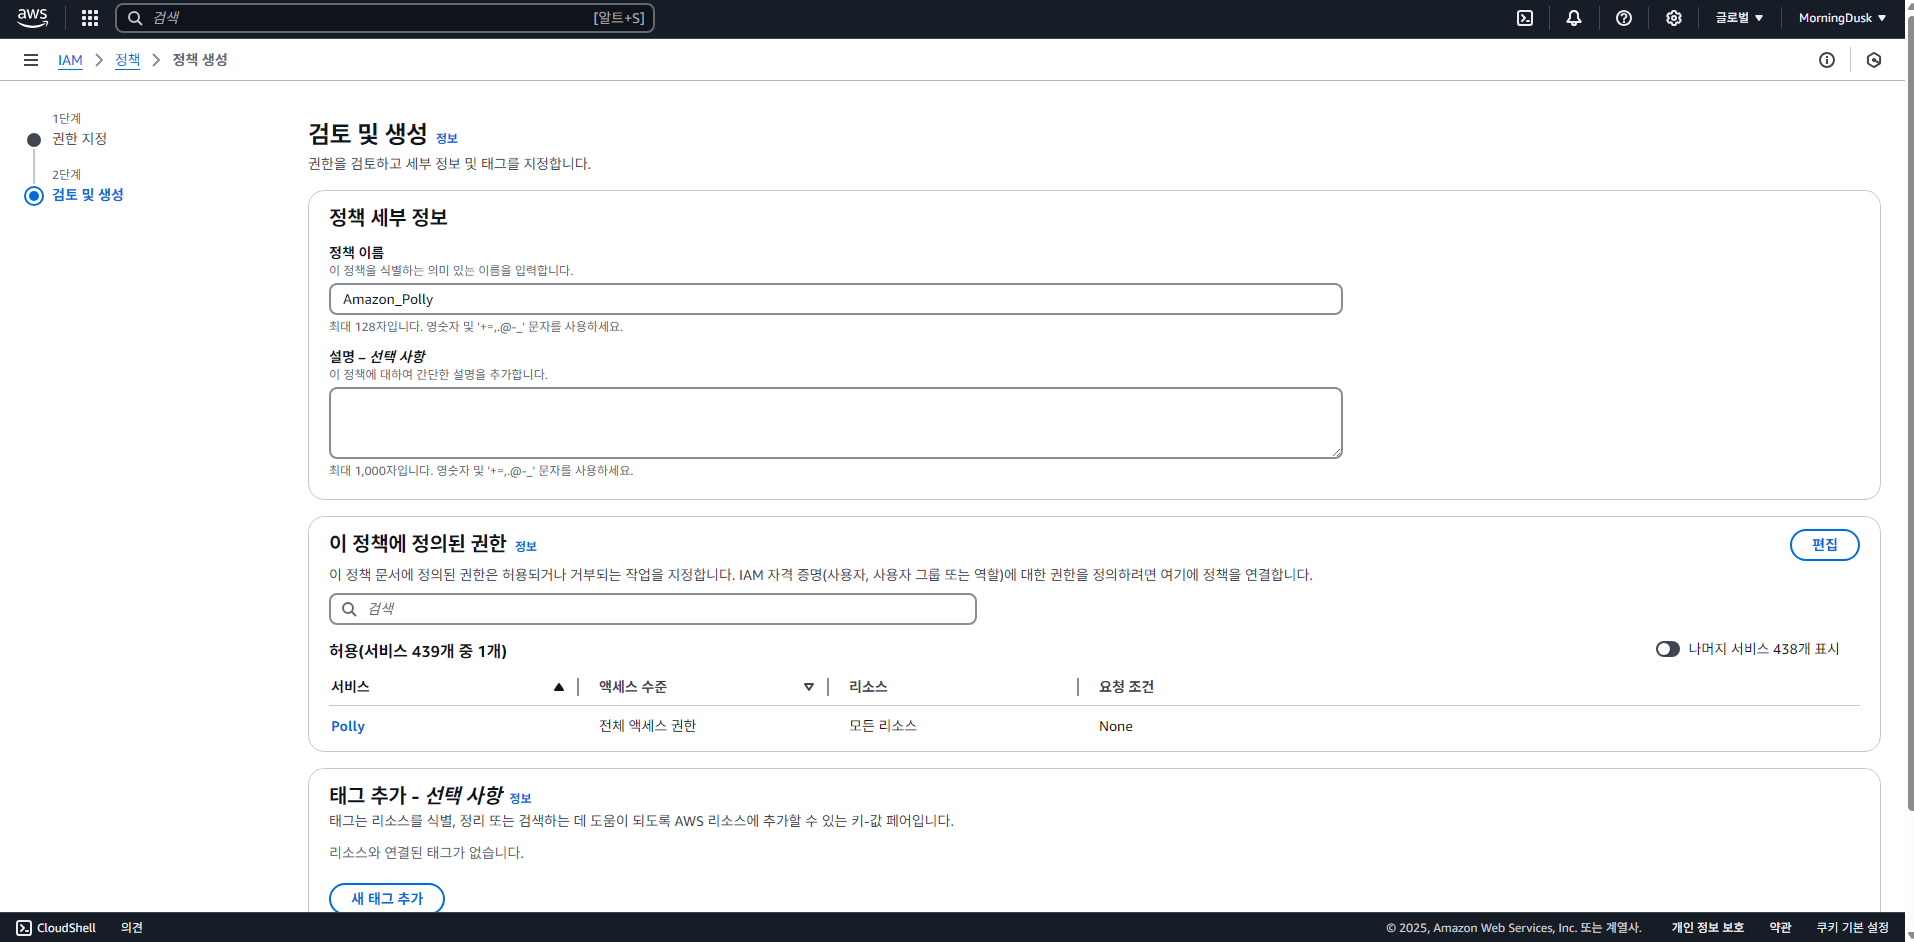 aws
검색
[알트+S]
글로벌
MorningDusk
IAM
정책
정책 생성
1단계
권한 지정
2단계
검토 및 생성
검토 및 생성 정보
권한을 검토하고 세부 정보 및 태그를 지정합니다.
정책 세부 정보
정책 이름
이 정책을 식별하는 의미 있는 이름을 입력합니다.
Amazon_Polly
최대 128자입니다. 영숫자 및 '+=,.@-_' 문자를 사용하세요.
설명 – 선택 사항
이 정책에 대하여 간단한 설명을 추가합니다.
최대 1,000자입니다. 영숫자 및 '+=,.@-_' 문자를 사용하세요.
이 정책에 정의된 권한 정보
편집
이 정책 문서에 정의된 권한은 허용되거나 거부되는 작업을 지정합니다. IAM 자격 증명(사용자, 사용자 그룹 또는 역할)에 대한 권한을 정의하려면 여기에 정책을 연결합니다.
검색
허용(서비스 439개 중 1개)
나머지 서비스 438개 표시
서비스 액세스 수준 리소스 요청 조건
Polly 전체 액세스 권한 모든 리소스 None
태그 추가 - 선택 사항 정보
태그는 리소스를 식별, 정리 또는 검색하는 데 도움이 되도록 AWS 리소스에 추가할 수 있는 키-값 페어입니다.
리소스와 연결된 태그가 없습니다.
새 태그 추가
CloudShell
의견
© 2025, Amazon Web Services, Inc. 또는 계열사.
개인 정보 보호
약관
쿠키 기본 설정